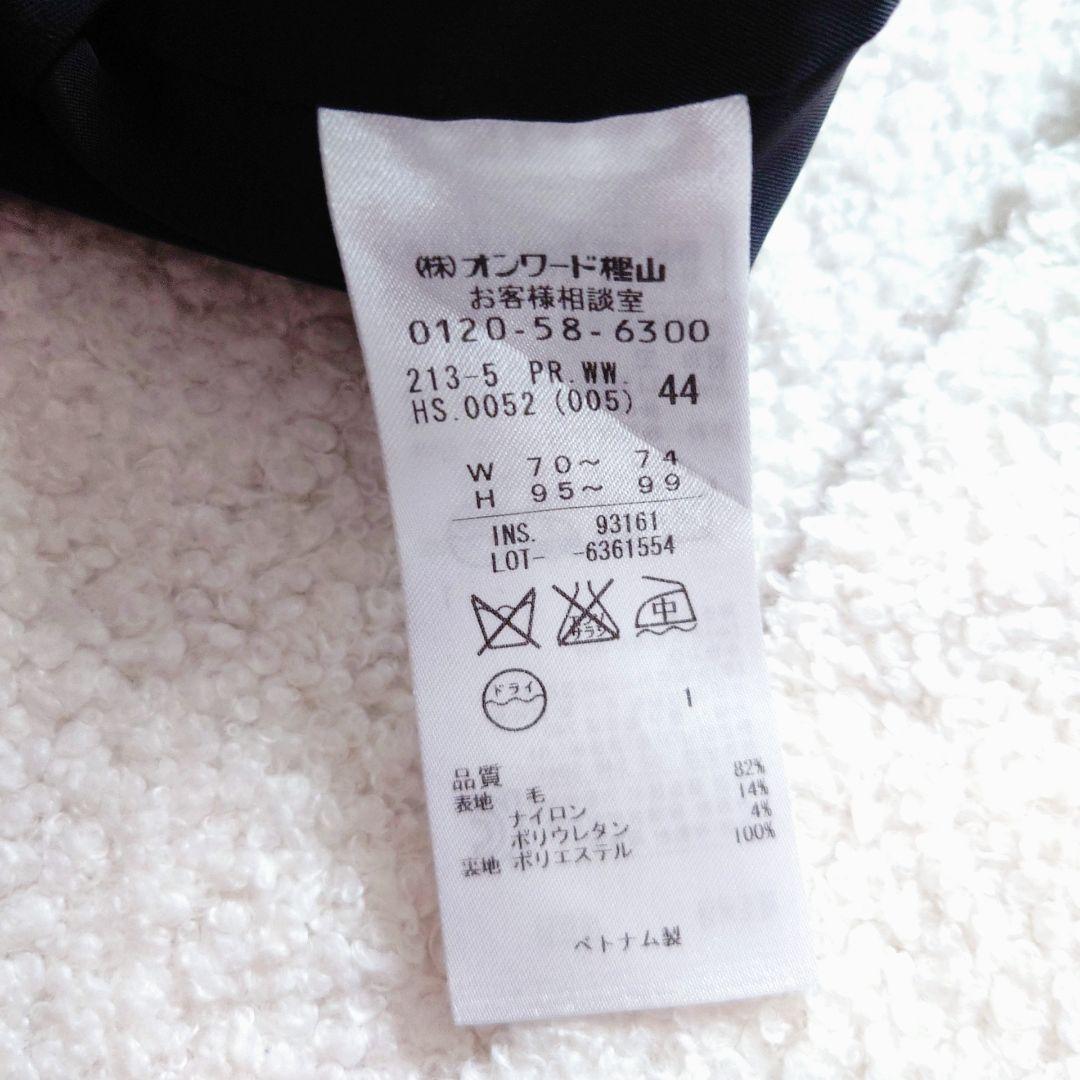 (株)オンワード樫山
お客様相談室
0120-58-6300
213-5 PR.WW.
HS.0052 (005) 44
W 70~ 74
H 95~ 99
INS. 93161
LOT- -6361554
中
ドライ
I
品質
表地 毛 82%
ナイロン 14%
ポリウレタン 4%
裏地 ポリエステル 100%
ベトナム製